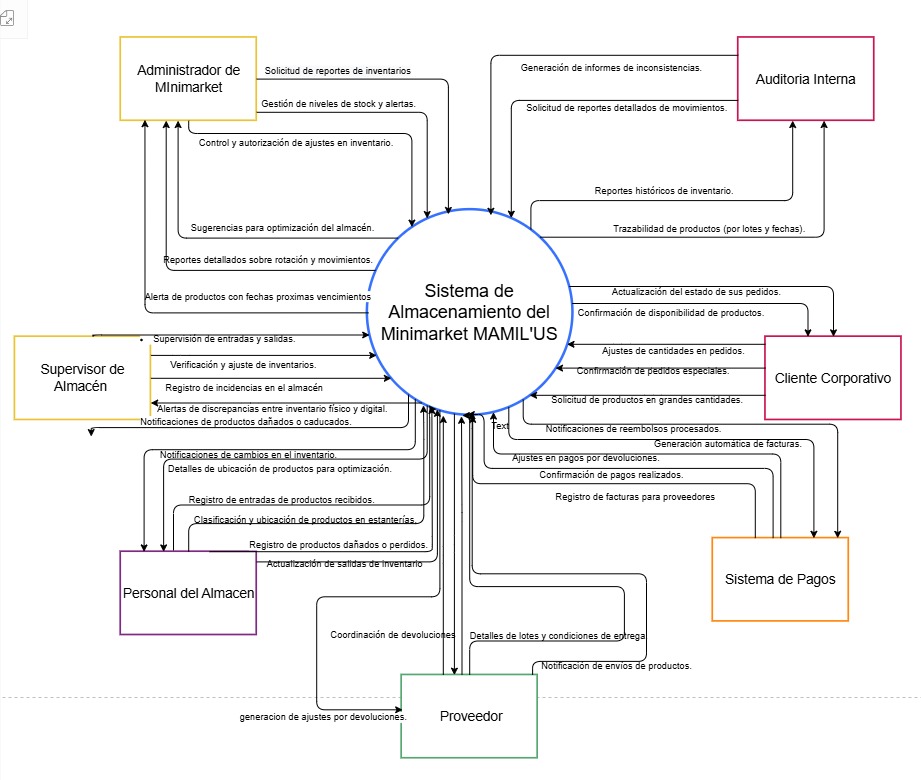 Administrador de
MInimarket
Solicitud de reportes de inventarios
Gestión de niveles de stock y alertas.
Control y autorización de ajustes en inventario.
Sugerencias para optimización del almacén.
Reportes detallados sobre rotación y movimientos.
Alerta de productos con fechas proximas vencimientos
Generación de informes de inconsistencias.
Auditoria Interna
Solicitud de reportes detallados de movimientos.
Reportes históricos de inventario.
Trazabilidad de productos (por lotes y fechas).
Sistema de
Almacenamiento del
Minimarket MAMIL'US
Actualización del estado de sus pedidos.
Confirmación de disponibilidad de productos.
Ajustes de cantidades en pedidos.
Confirmación de pedidos especiales.
Solicitud de productos en grandes cantidades.
Cliente Corporativo
Supervisor de
Almacén
Supervisión de entradas y salidas.
Verificación y ajuste de inventarios.
Registro de incidencias en el almacén
Alertas de discrepancias entre inventario físico y digital.
Notificaciones de productos dañados o caducados.
Text
Notificaciones de reembolsos procesados.
Generación automática de facturas.
Ajustes en pagos por devoluciones.
Confirmación de pagos realizados.
Registro de facturas para proveedores
Sistema de Pagos
Notificaciones de cambios en el inventario.
Detalles de ubicación de productos para optimización.
Registro de entradas de productos recibidos.
Clasificación y ubicación de productos en estanterías.
Registro de productos dañados o perdidos.
Actualización de salidas de inventario
Personal del Almacen
Coordinación de devoluciones
Detalles de lotes y condiciones de entrega
Notificación de envíos de productos.
generacion de ajustes por devoluciones.
Proveedor